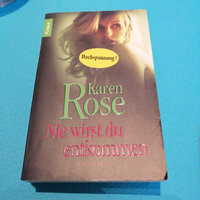 Hochspannung!
Karen
Rose
Nie wirst du
entkommen